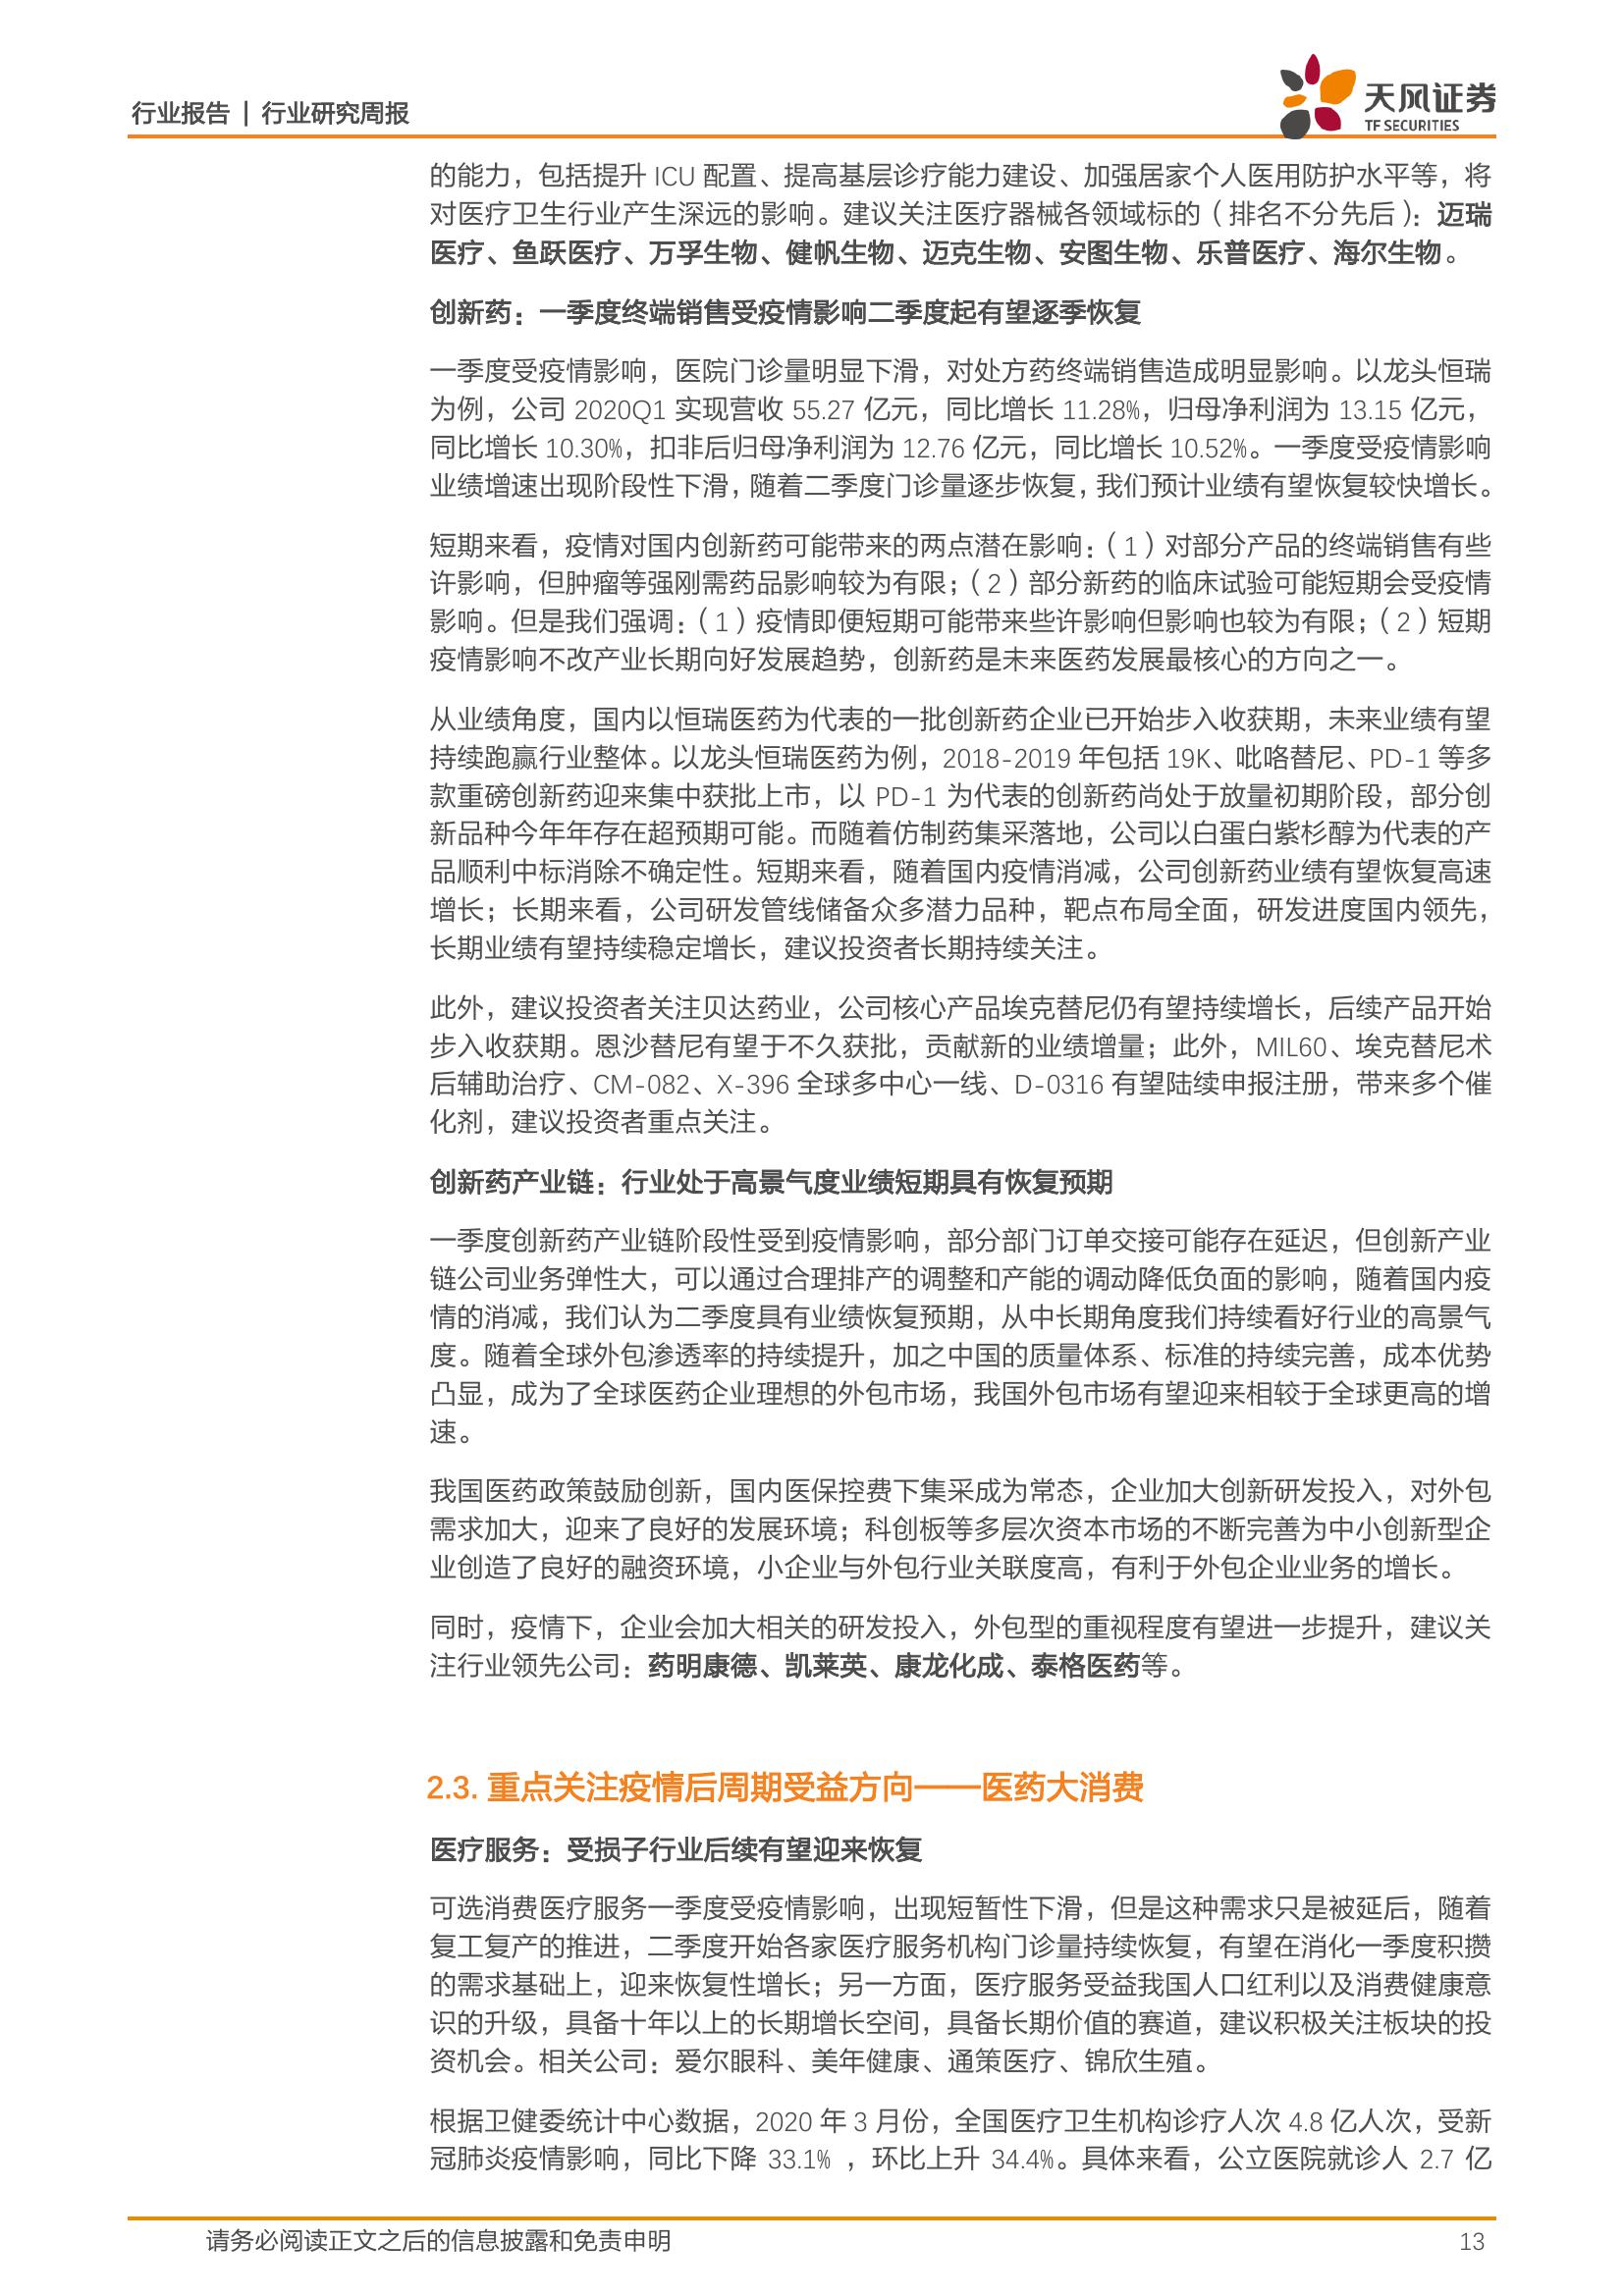 行业报告 | 行业研究周报
天风证券
TF SECURITIES
的能力，包括提升 ICU 配置、提高基层诊疗能力建设、加强居家个人医用防护水平等，将
对医疗卫生行业产生深远的影响。建议关注医疗器械各领域标的（排名不分先后）：迈瑞
医疗、鱼跃医疗、万孚生物、健帆生物、迈克生物、安图生物、乐普医疗、海尔生物。
创新药：一季度终端销售受疫情影响二季度起有望逐季恢复
一季度受疫情影响，医院门诊量明显下滑，对处方药终端销售造成明显影响。以龙头恒瑞
为例，公司 2020Q1 实现营收 55.27 亿元，同比增长 11.28%，归母净利润为 13.15 亿元，
同比增长 10.30%，扣非后归母净利润为 12.76 亿元，同比增长 10.52%。一季度受疫情影响
业绩增速出现阶段性下滑，随着二季度门诊量逐步恢复，我们预计业绩有望恢复较快增长。
短期来看，疫情对国内创新药可能带来的两点潜在影响：（1）对部分产品的终端销售有些
许影响，但肿瘤等强刚需药品影响较为有限；（2）部分新药的临床试验可能短期会受疫情
影响。但是我们强调：（1）疫情即便短期可能带来些许影响但影响也较为有限；（2）短期
疫情影响不改产业长期向好发展趋势，创新药是未来医药发展最核心的方向之一。
从业绩角度，国内以恒瑞医药为代表的一批创新药企业已开始步入收获期，未来业绩有望
持续跑赢行业整体。以龙头恒瑞医药为例，2018-2019 年包括 19K、吡咯替尼、PD-1 等多
款重磅创新药迎来集中获批上市，以 PD-1 为代表的创新药尚处于放量初期阶段，部分创
新品种今年年存在超预期可能。而随着仿制药集采落地，公司以白蛋白紫杉醇为代表的产
品顺利中标消除不确定性。短期来看，随着国内疫情消减，公司创新药业绩有望恢复高速
增长；长期来看，公司研发管线储备众多潜力品种，靶点布局全面，研发进度国内领先，
长期业绩有望持续稳定增长，建议投资者长期持续关注。
此外，建议投资者关注贝达药业，公司核心产品埃克替尼仍有望持续增长，后续产品开始
步入收获期。恩沙替尼有望于不久获批，贡献新的业绩增量；此外，MIL60、埃克替尼术
后辅助治疗、CM-082、X-396 全球多中心一线、D-0316 有望陆续申报注册，带来多个催
化剂，建议投资者重点关注。
创新药产业链：行业处于高景气度业绩短期具有恢复预期
一季度创新药产业链阶段性受到疫情影响，部分部门订单交接可能存在延迟，但创新产业
链公司业务弹性大，可以通过合理排产的调整和产能的调动降低负面的影响，随着国内疫
情的消减，我们认为二季度具有业绩恢复预期，从中长期角度我们持续看好行业的高景气
度。随着全球外包渗透率的持续提升，加之中国的质量体系、标准的持续完善，成本优势
凸显，成为了全球医药企业理想的外包市场，我国外包市场有望迎来相较于全球更高的增
速。
我国医药政策鼓励创新，国内医保控费下集采成为常态，企业加大创新研发投入，对外包
需求加大，迎来了良好的发展环境；科创板等多层次资本市场的不断完善为中小创新型企
业创造了良好的融资环境，小企业与外包行业关联度高，有利于外包企业业务的增长。
同时，疫情下，企业会加大相关的研发投入，外包型的重视程度有望进一步提升，建议关
注行业领先公司：药明康德、凯莱英、康龙化成、泰格医药等。
2.3. 重点关注疫情后周期受益方向——医药大消费
医疗服务：受损子行业后续有望迎来恢复
可选消费医疗服务一季度受疫情影响，出现短暂性下滑，但是这种需求只是被延后，随着
复工复产的推进，二季度开始各家医疗服务机构门诊量持续恢复，有望在消化一季度积攒
的需求基础上，迎来恢复性增长；另一方面，医疗服务受益我国人口红利以及消费健康意
识的升级，具备十年以上的长期增长空间，具备长期价值的赛道，建议积极关注板块的投
资机会。相关公司：爱尔眼科、美年健康、通策医疗、锦欣生殖。
根据卫健委统计中心数据，2020 年 3 月份，全国医疗卫生机构诊疗人次 4.8 亿人次，受新
冠肺炎疫情影响，同比下降 33.1% ，环比上升 34.4%。具体来看，公立医院就诊人 2.7 亿
请务必阅读正文之后的信息披露和免责申明
13